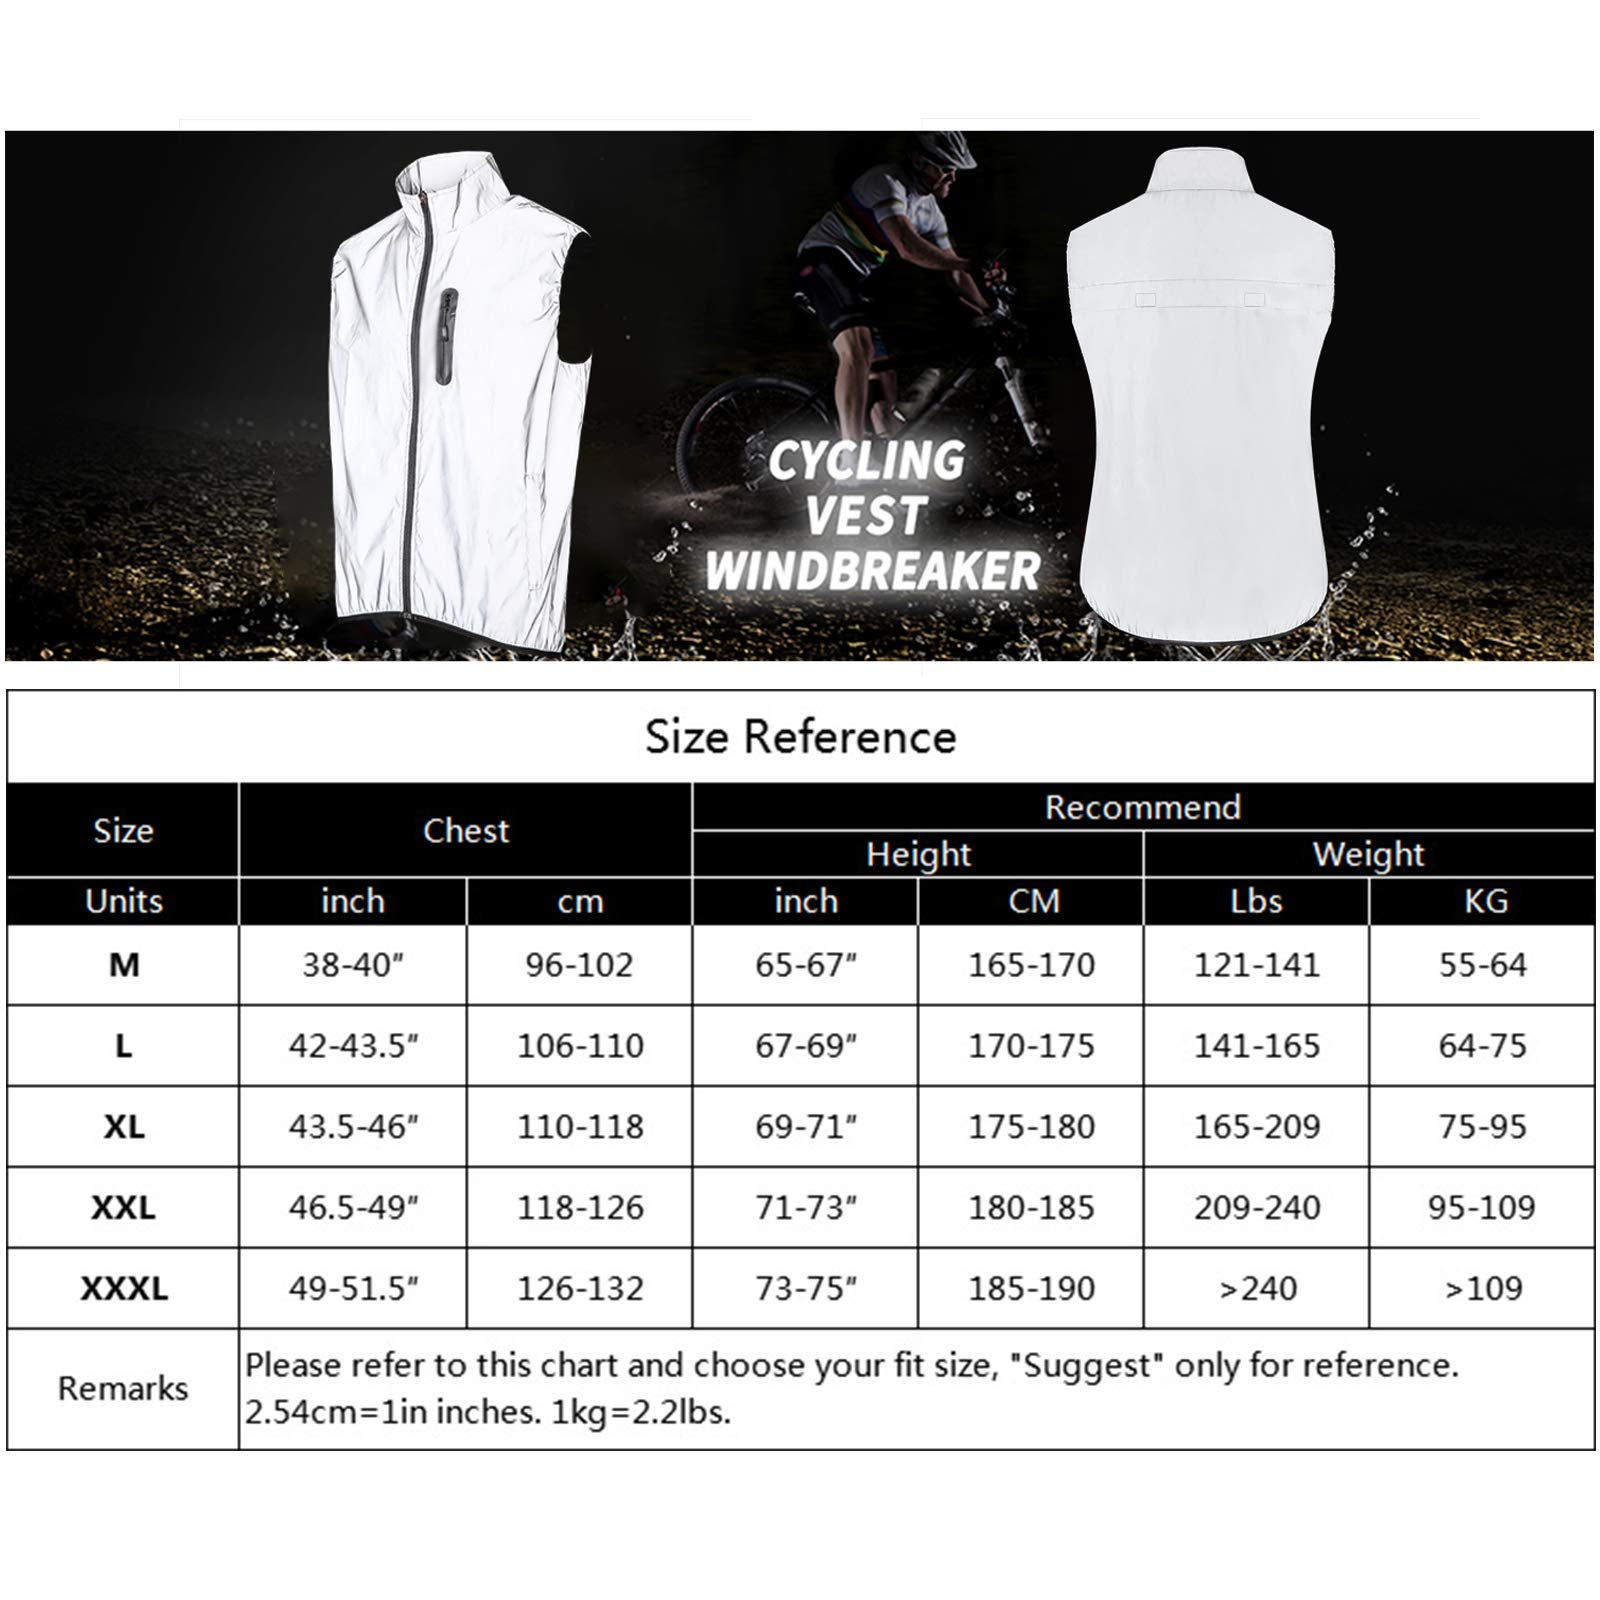 CYCLING
VEST
WINDBREAKER
Size Reference
Size Chest Recommend
Height Weight
Units inch cm inch CM Lbs KG
M 38-40" 96-102 65-67" 165-170 121-141 55-64
L 42-43.5" 106-110 67-69" 170-175 141-165 64-75
XL 43.5-46" 110-118 69-71" 175-180 165-209 75-95
XXL 46.5-49" 118-126 71-73" 180-185 209-240 95-109
XXXL 49-51.5" 126-132 73-75" 185-190 >240 >109
Remarks Please refer to this chart and choose your fit size, "Suggest" only for reference.
2.54cm=1in inches. 1kg=2.2lbs.